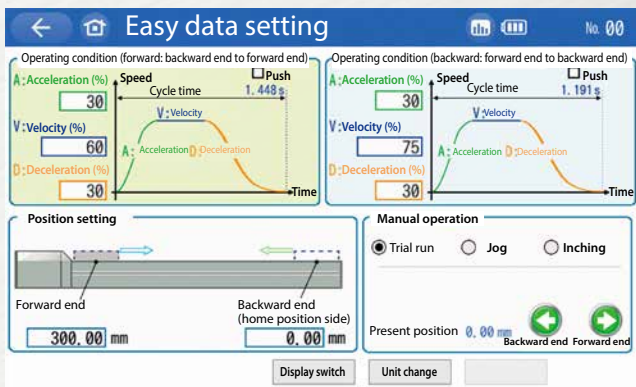 Easy data setting
No. 00
Operating condition (forward: backward end to forward end)
A:Acceleration (%)
30
V:Velocity (%)
60
D:Deceleration (%)
30
Speed
Push
Cycle time
1.448s
V:Velocity
A: Acceleration
D:Deceleration
Time
Operating condition (backward: forward end to backward end)
A:Acceleration (%)
30
V:Velocity (%)
75
D:Deceleration (%)
30
Speed
Push
Cycle time
1.191s
V:Velocity
A: Acceleration
D:Deceleration
Time
Position setting
Forward end
Backward end
(home position side)
300.00 mm
0.00 mm
Manual operation
Trial run Jog Inching
Present position 0.00 mm
Backward end Forward end
Display switch Unit change